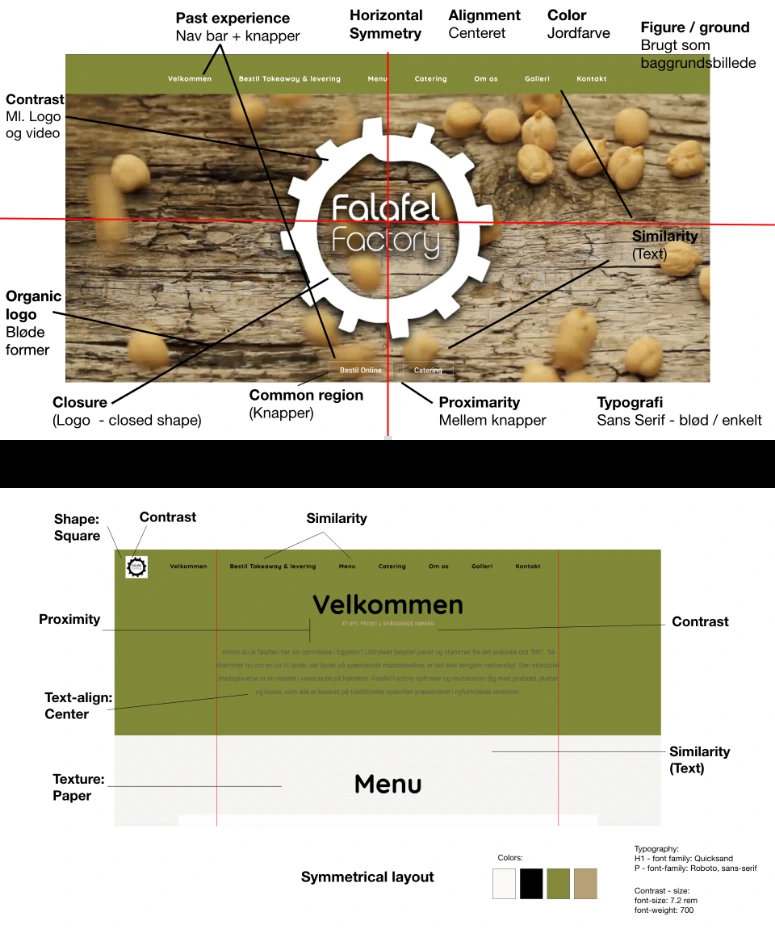 Past experience
Nav bar + knapper
Horizontal
Symmetry
Alignment
Centeret
Color
Jordfarve
Figure / ground
Brugt som
baggrundsbillede
Velkommen
Bestil Takeaway & levering
Menu
Catering
Om os
Galleri
Kontakt
Contrast
Ml. Logo
og video
Falafel
Factory
Similarity
(Text)
Organic
logo
Bløde
former
Bestil Online
Catering
Closure
(Logo - closed shape)
Common region
(Knapper)
Proximarity
Mellem knapper
Typografi
Sans Serif - blød / enkelt
Shape:
Square
Contrast
Similarity
Velkommen
Bestil Takeaway & levering
Menu
Catering
Om os
Galleri
Kontakt
Velkommen
Proximity
Contrast
Text-align:
Center
Similarity
(Text)
Texture:
Paper
Menu
Symmetrical layout
Colors:
Typography:
H1 - font family: Quicksand
P - font-family: Roboto, sans-serif
Contrast - size:
font-size: 7.2 rem
font-weight: 700